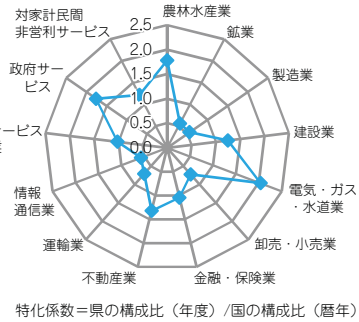 対家計民間
非営利サービス
農林水産業
鉱業
製造業
建設業
電気・ガス
・水道業
卸売・小売業
金融・保険業
不動産業
運輸業
情報
通信業
サービス
業
政府サー
ビス
2.5
2.0
1.5
1.0
0.5
0.0
特化係数＝県の構成比（年度）/国の構成比（暦年）